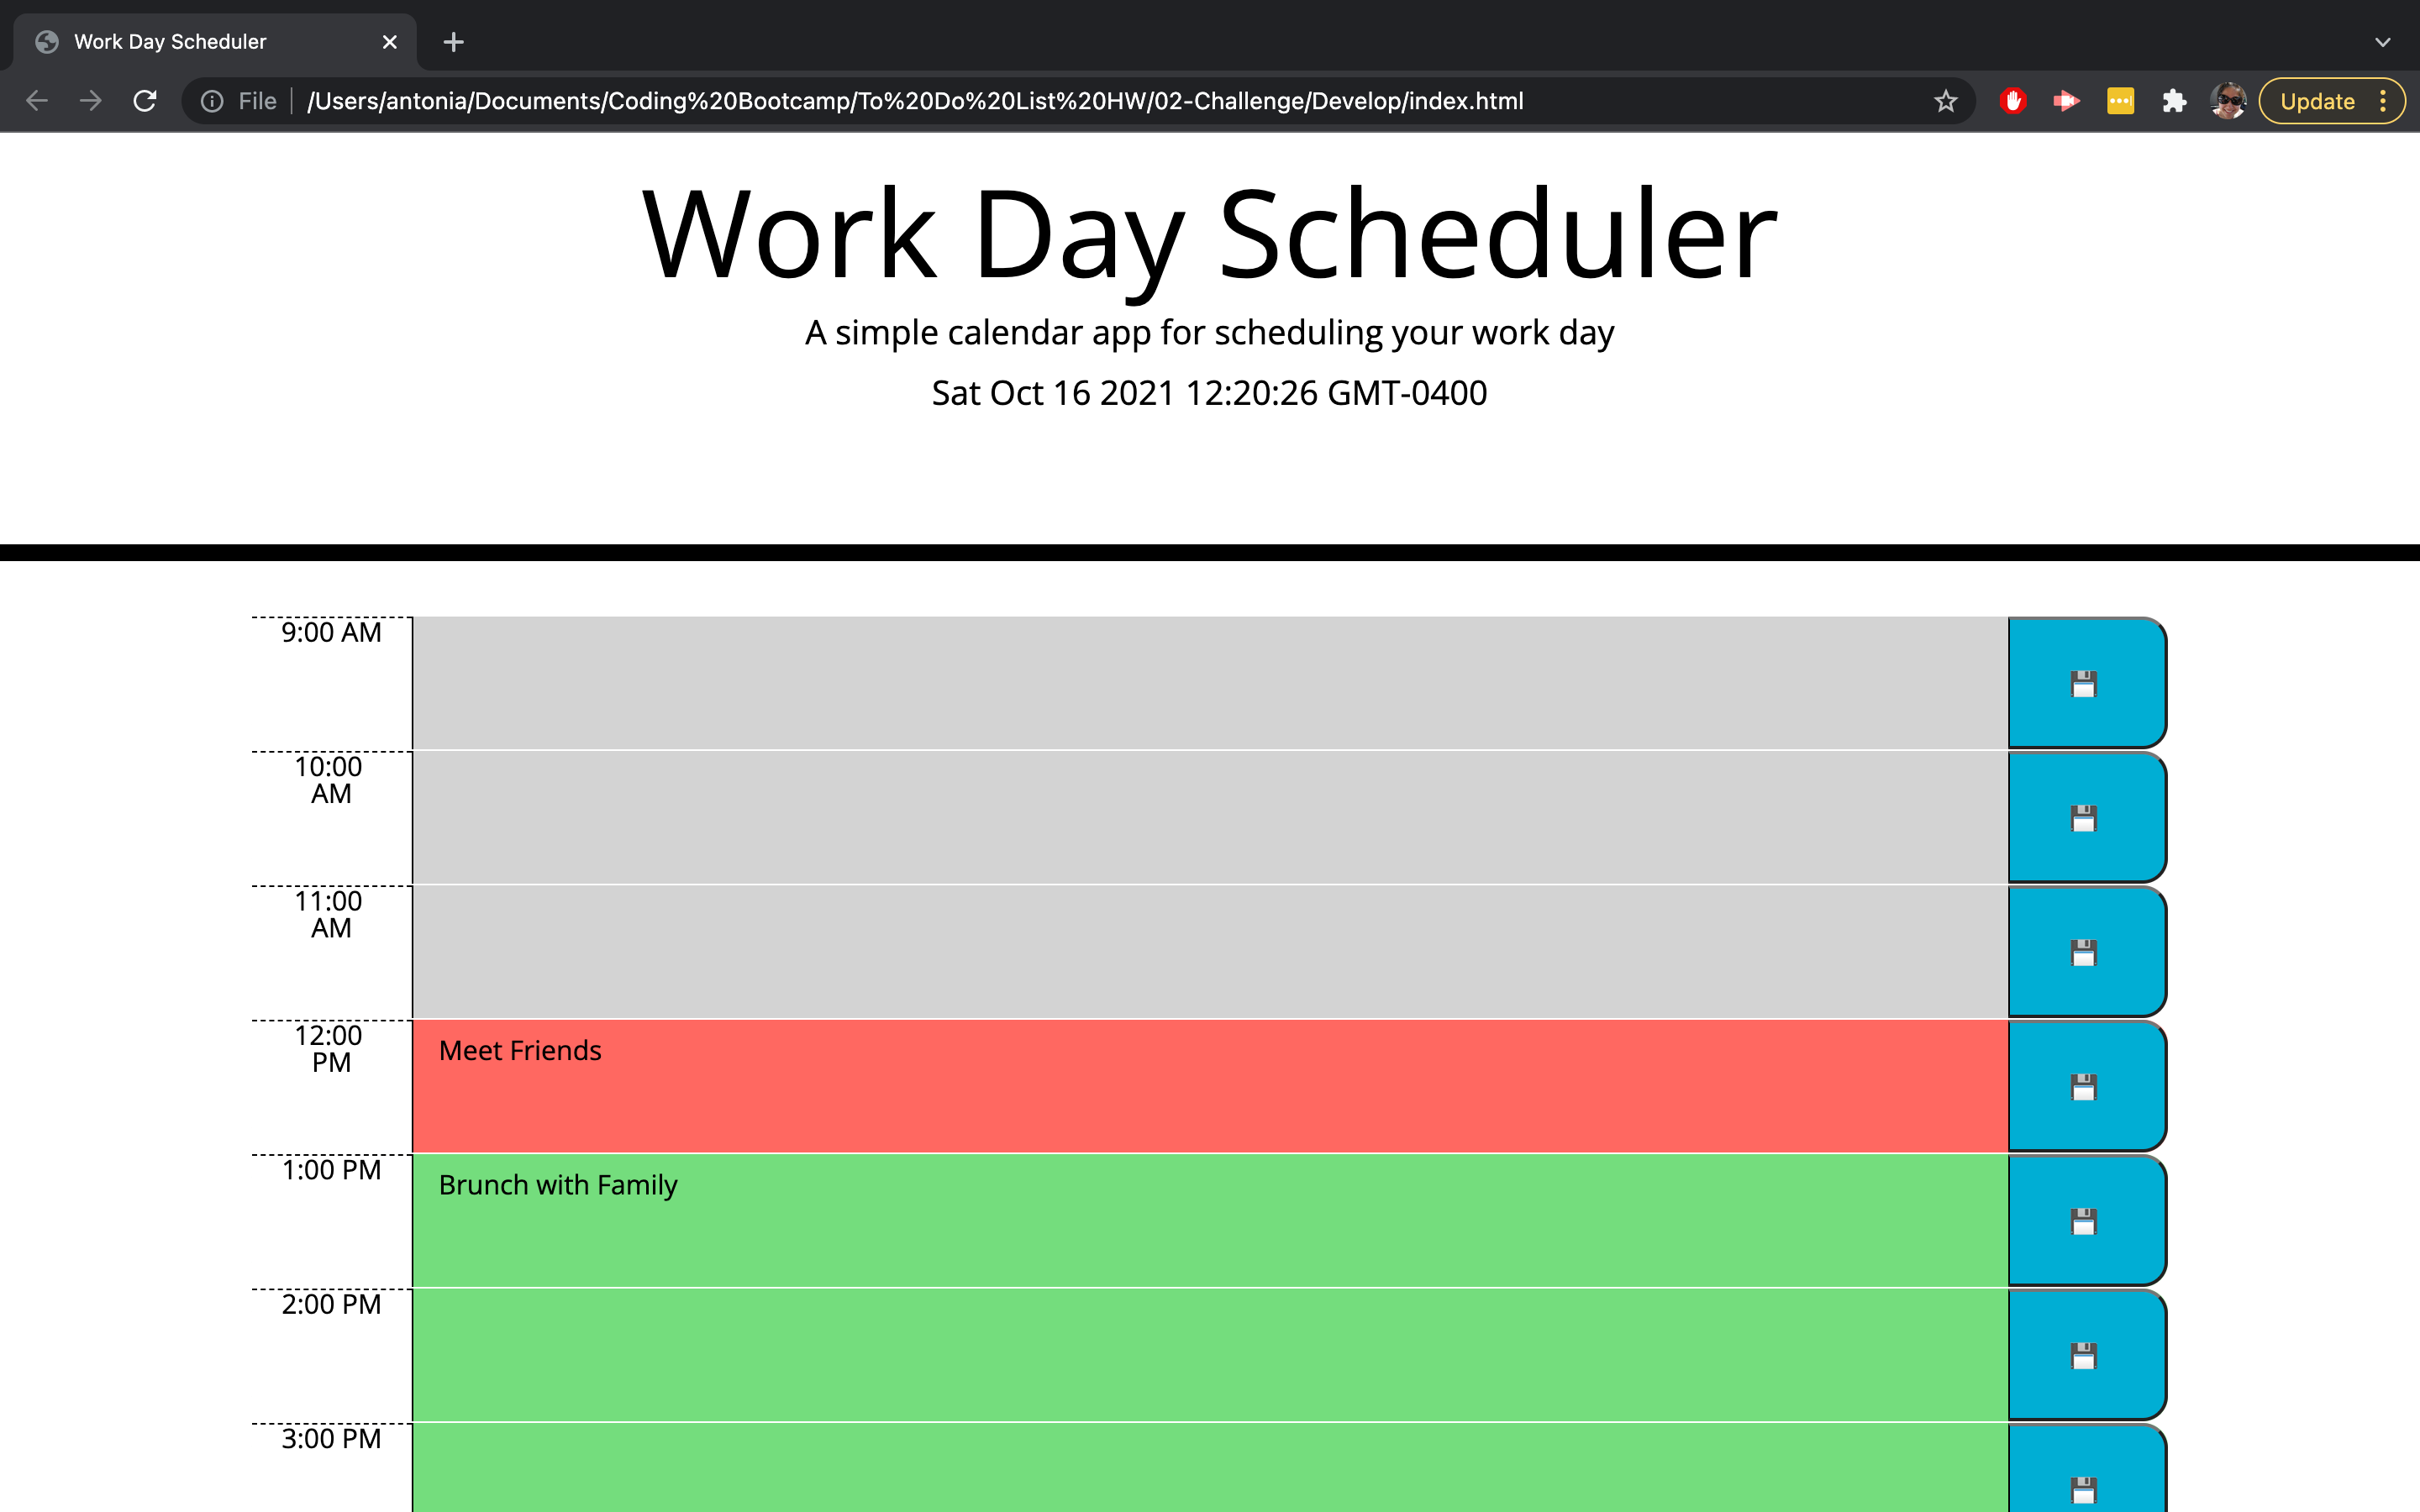 Work Day Scheduler
File /Users/antonia/Documents/Coding%20Bootcamp/To%20Do%20List%20HW/02-Challenge/Develop/index.html
Update
Work Day Scheduler
A simple calendar app for scheduling your work day
Sat Oct 16 2021 12:20:26 GMT-0400
9:00 AM
10:00
AM
11:00
AM
12:00
PM
Meet Friends
1:00 PM
Brunch with Family
2:00 PM
3:00 PM